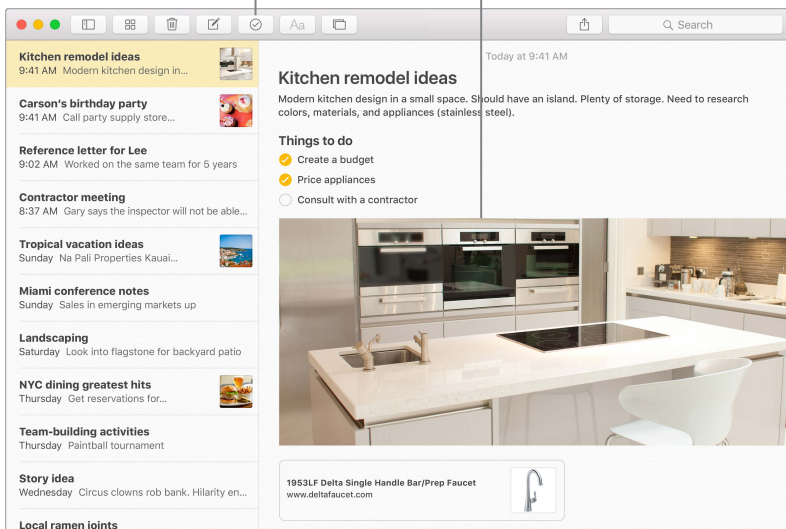 Aa
Search
Kitchen remodel ideas
9:41 AM Modern kitchen design in...
Carson's birthday party
9:41 AM Call party supply store...
Reference letter for Lee
9:02 AM Worked on the same team for 5 years
Contractor meeting
8:37 AM Gary says the inspector will not be able...
Tropical vacation ideas
Sunday Na Pali Properties Kauai...
Miami conference notes
Sunday Sales in emerging markets up
Landscaping
Saturday Look into flagstone for backyard patio
NYC dining greatest hits
Thursday Get reservations for...
Team-building activities
Thursday Paintball tournament
Story idea
Wednesday Circus clowns rob bank. Hilarity en...
Local ramen joints
Today at 9:41 AM
Kitchen remodel ideas
Modern kitchen design in a small space. Should have an island. Plenty of storage. Need to research
colors, materials, and appliances (stainless steel).
Things to do
Create a budget
Price appliances
Consult with a contractor
1953LF Delta Single Handle Bar/Prep Faucet
www.deltafaucet.com